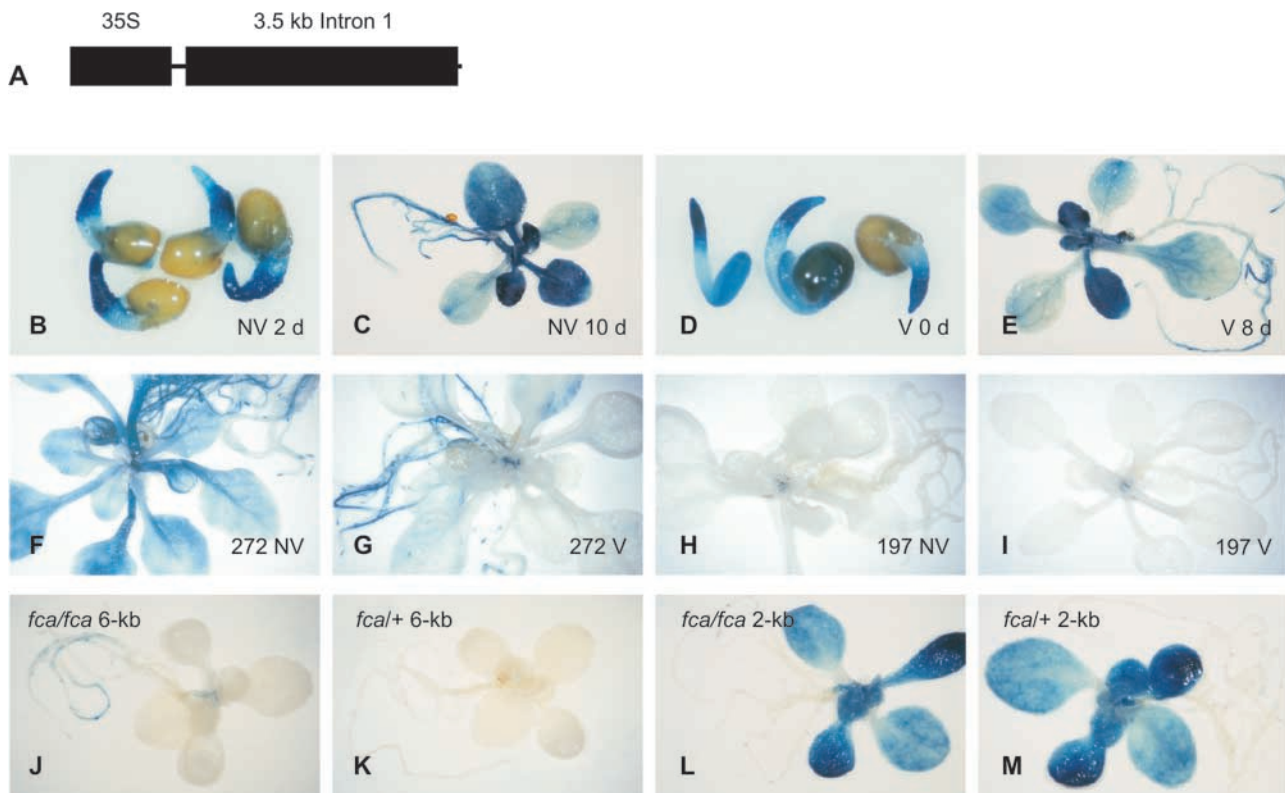 35S 3.5 kb Intron 1
A
B NV 2 d
C NV 10 d
D V 0 d
E V 8 d
F 272 NV
G 272 V
H 197 NV
I 197 V
fca/fca 6-kb
J
fca/+ 6-kb
K
fca/fca 2-kb
L
fca/+ 2-kb
M